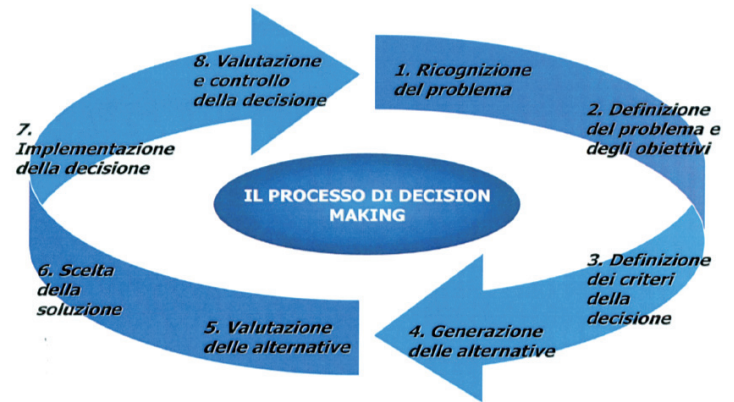 8. Valutazione
e controllo
della decisione
1. Ricognizione
del problema
2. Definizione
del problema e
degli obiettivi
7.
Implementazione
della decisione
IL PROCESSO DI DECISION
MAKING
3. Definizione
dei criteri
della
decisione
6. Scelta
della
soluzione
5. Valutazione
delle alternative
4. Generazione
delle alternative